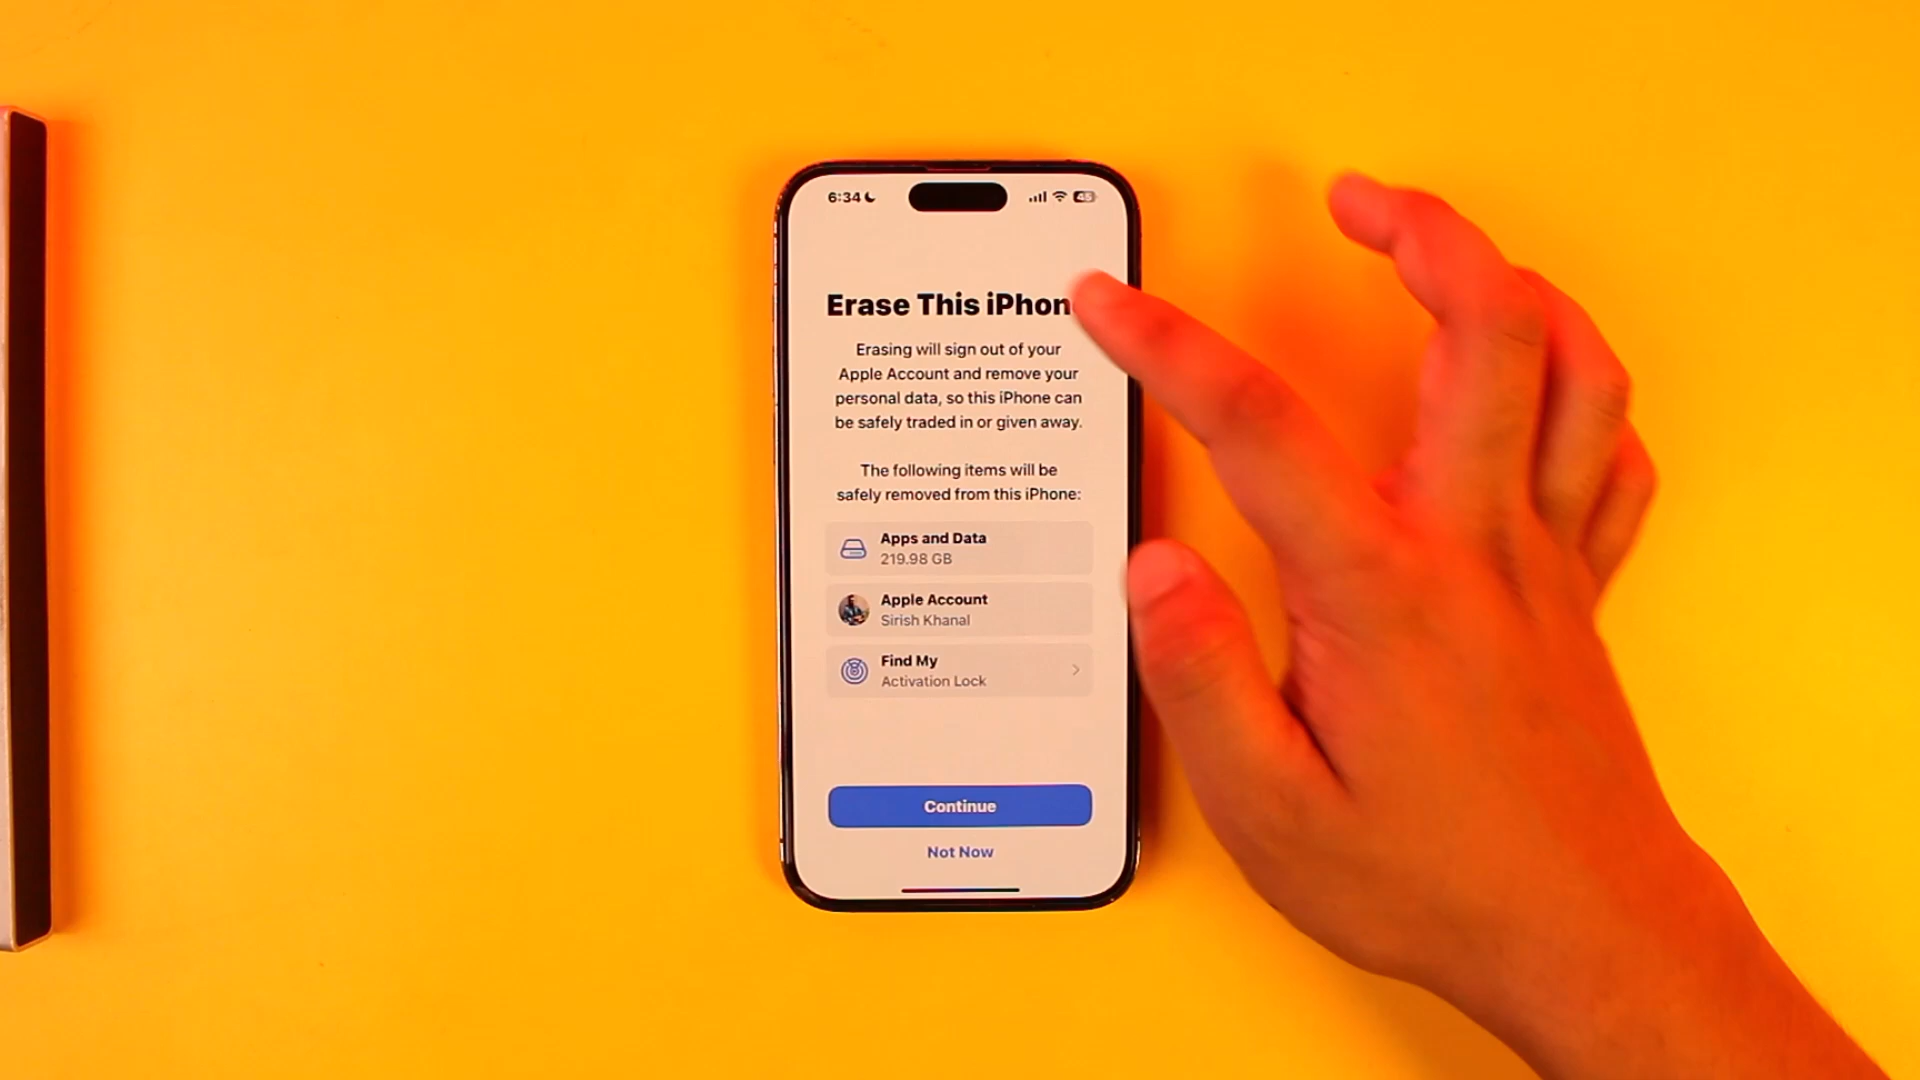 6:34
45
Erase This iPhon
Erasing will sign out of your
Apple Account and remove your
personal data, so this iPhone can
be safely traded in or given away.
The following items will be
safely removed from this iPhone:
Apps and Data
219.98 GB
Apple Account
Sirish Khanal
Find My
Activation Lock
Continue
Not Now